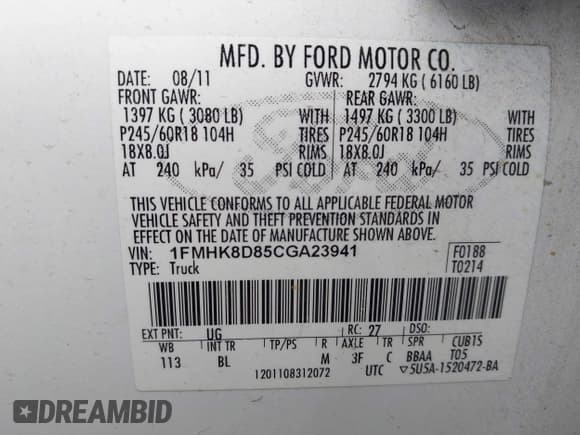 MFD. BY FORD MOTOR CO.
DATE: 08/11 GVWR: 2794 KG ( 6160 LB)
FRONT GAWR: REAR GAWR:
1397 KG ( 3080 LB) WITH 1497 KG ( 3300 LB) WITH
P245/60R18 104H TIRES P245/60R18 104H TIRES
18X8.0J RIMS 18X8.0J RIMS
AT 240 kPa/ 35 PSI COLD AT 240 kPa/ 35 PSI COLD
THIS VEHICLE CONFORMS TO ALL APPLICABLE FEDERAL MOTOR
VEHICLE SAFETY AND THEFT PREVENTION STANDARDS IN
EFFECT ON THE DATE OF MANUFACTURE SHOWN ABOVE.
VIN: 1FMHK8D85CGA23941 F0188
TYPE: Truck T0214
EXT PNT: UG RC: 27 DSO:
WB INT TR TP/PS R AXLE TR SPR CUB1S
113 BL M 3F C BBAA T05
1201108312072 UTC ▽5U5A-1520472-BA
Ford
DREAMBID